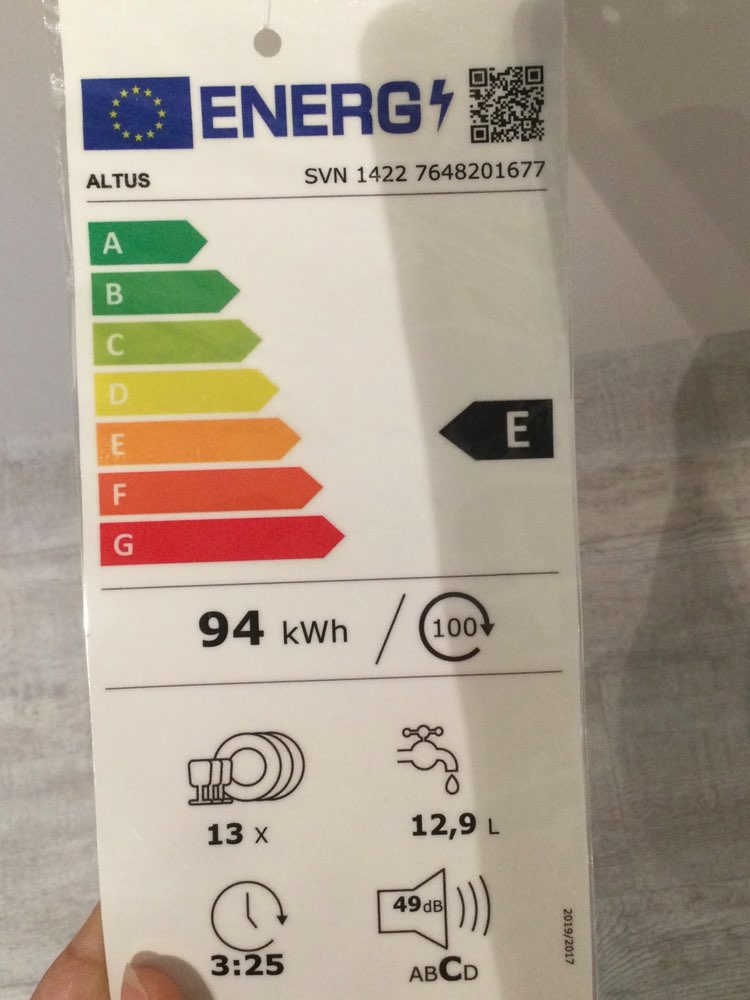 ENERG
ALTUS
SVN 1422 7648201677
A
B
C
D
E
E
F
G
94 kWh / 100
13 X
12,9 L
3:25
49dB
ABCD
2019/2017